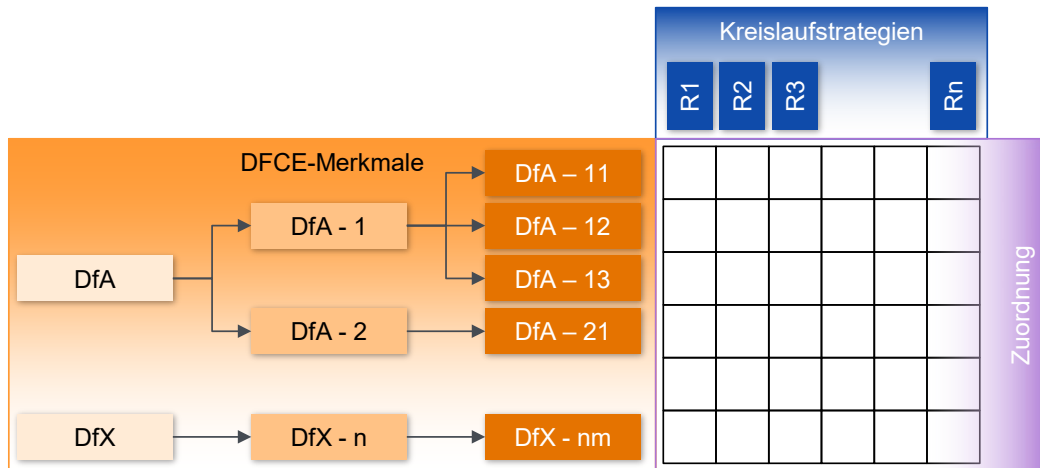 Kreislaufstrategien
R1
R2
R3
Rn
DFCE-Merkmale
DfA – 11
DfA - 1
DfA – 12
DfA
DfA – 13
DfA - 2
DfA – 21
DfX
DfX - n
DfX - nm
Zuordnung